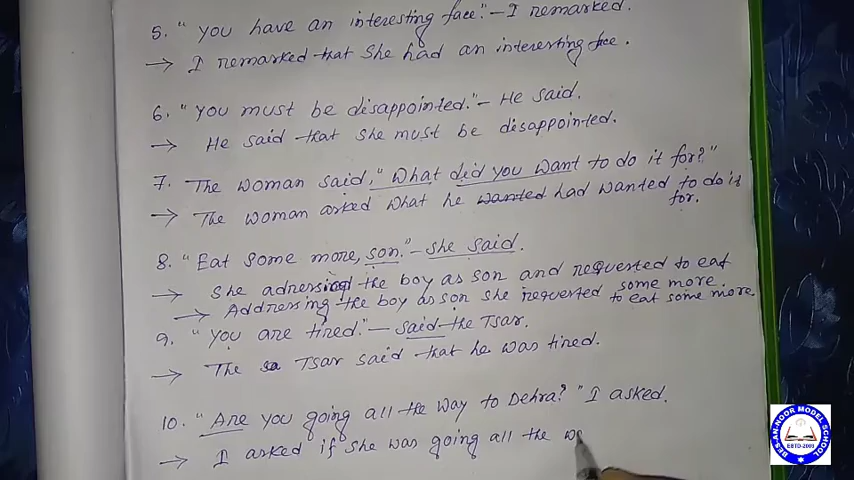 5. "You have an interesting face."-I remarked.
→ I remarked that she had an interesting face.
6. "You must be disappointed."- He said.
→ He said that she must be disappointed.
7. The woman said, "What did you want to do it for?"
→ The woman asked what he wanted had wanted to do it
for.
8. "Eat some more, son."- she said.
→ She adressing the boy as son and requested to eat
some more.
→ Addressing the boy as son she requested to eat some more.
9. "You are tired."- said the Tsar.
→ The Tsar said that he was tired.
10. "Are you going all the way to Dehra?" I asked.
→ I asked if she was going all the
RES-AN-NOOR MODEL SCHOOL